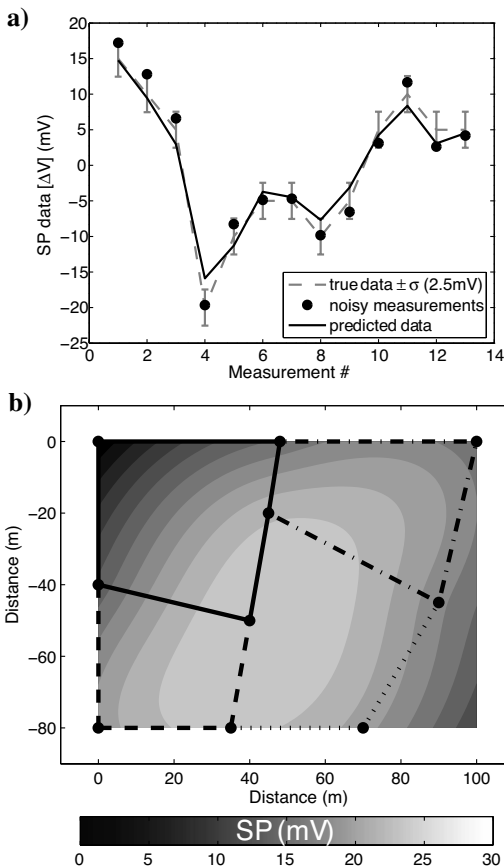 a)
20
15
10
5
0
−5
−10
−15
−20
−25
SP data [ΔV] (mV)
true data ± σ (2.5mV)
noisy measurements
predicted data
0 2 4 6 8 10 12 14
Measurement #
b)
0
−20
−40
−60
−80
Distance (m)
0 20 40 60 80 100
Distance (m)
SP (mV)
0 5 10 15 20 25 30